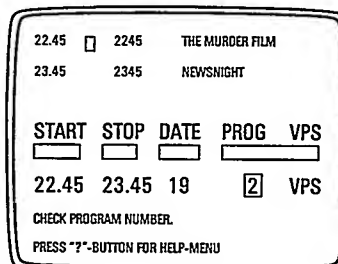 22.45 2245 THE MURDER FILM
23.45 2345 NEWSNIGHT
START STOP DATE PROG VPS
22.45 23.45 19 2 VPS
CHECK PROGRAM NUMBER.
PRESS "?"-BUTTON FOR HELP-MENU